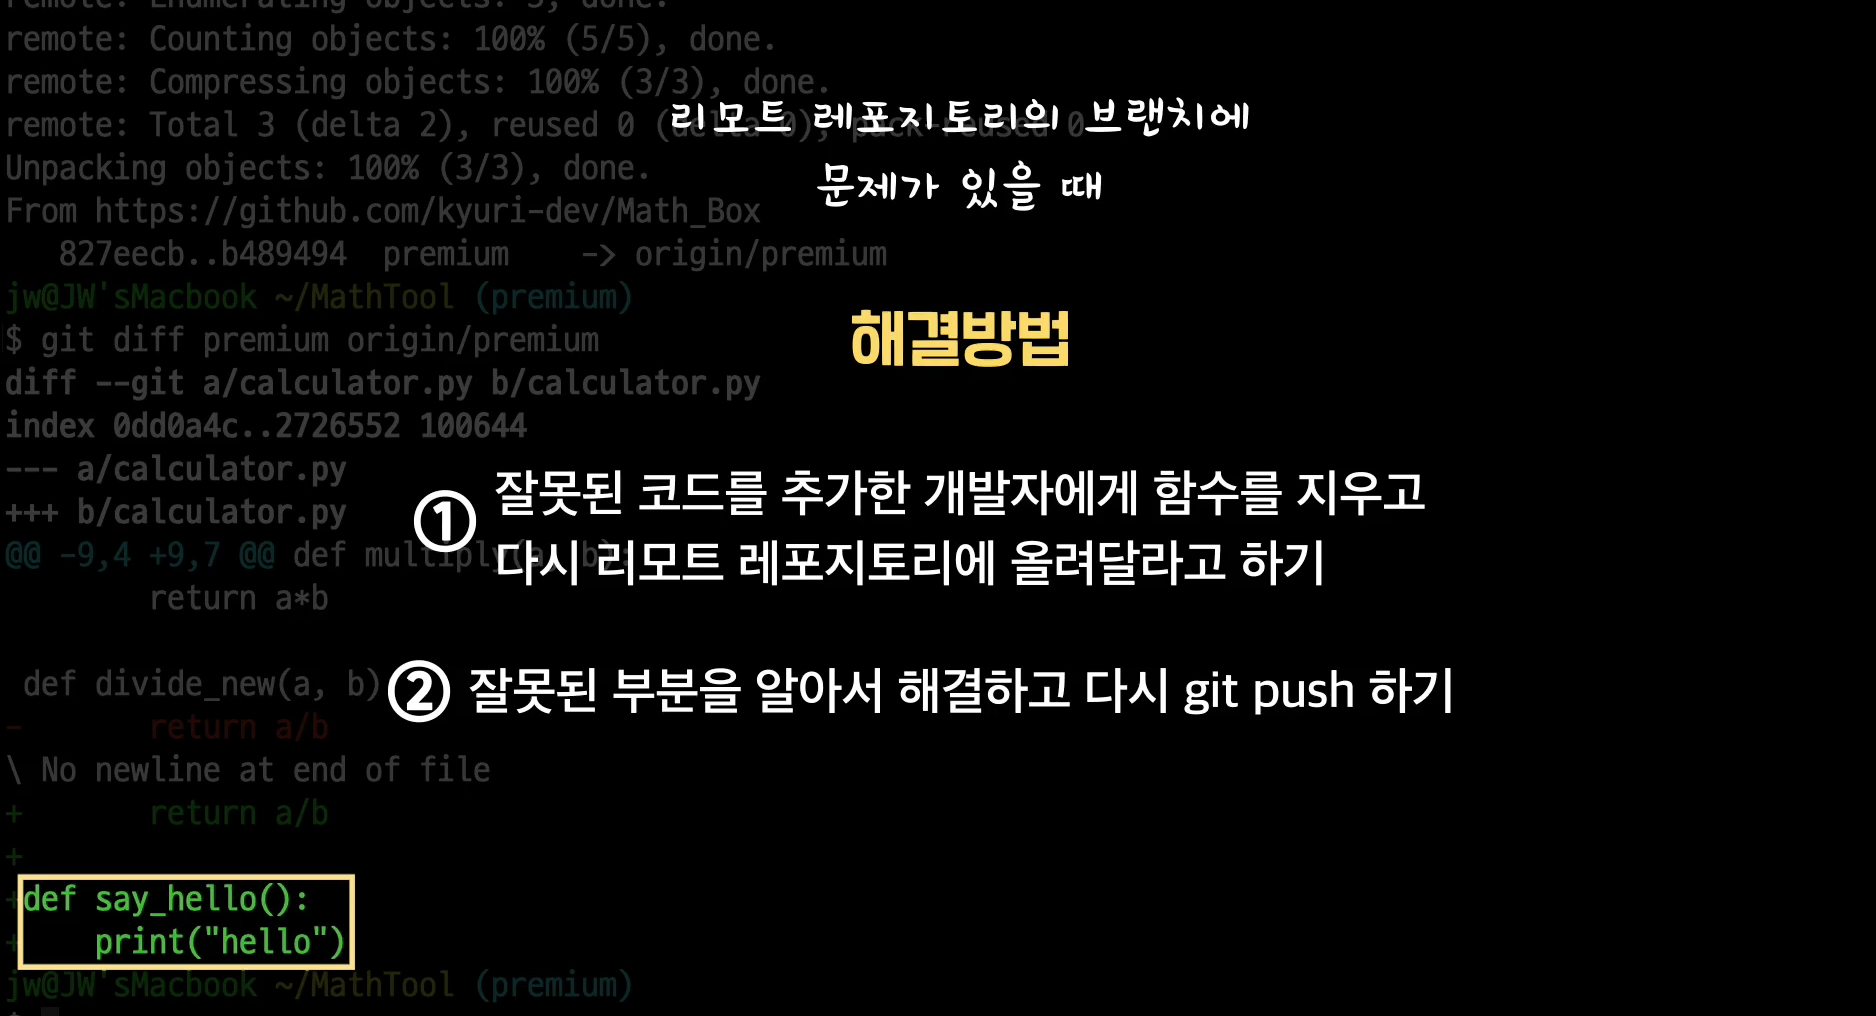 remote: Enumerating objects: 5, done.
remote: Counting objects: 100% (5/5), done.
remote: Compressing objects: 100% (3/3), done.
remote: Total 3 (delta 2), reused 0 (delta 0), pack-reused 0
리모트 레포지토리의 브랜치에
문제가 있을 때
Unpacking objects: 100% (3/3), done.
From https://github.com/kyuri-dev/Math_Box
827eecb..b489494 premium -> origin/premium
jw@JW'sMacbook ~/MathTool (premium)
$ git diff premium origin/premium
해결방법
diff --git a/calculator.py b/calculator.py
index 0dd0a4c..2726552 100644
--- a/calculator.py
+++ b/calculator.py
@@ -9,4 +9,7 @@ def multiply(a, b):
return a*b
① 잘못된 코드를 추가한 개발자에게 함수를 지우고
다시 리모트 레포지토리에 올려달라고 하기
def divide_new(a, b)
② 잘못된 부분을 알아서 해결하고 다시 git push 하기
- return a/b
\ No newline at end of file
+ return a/b
+
+def say_hello():
+ print("hello")
jw@JW'sMacbook ~/MathTool (premium)